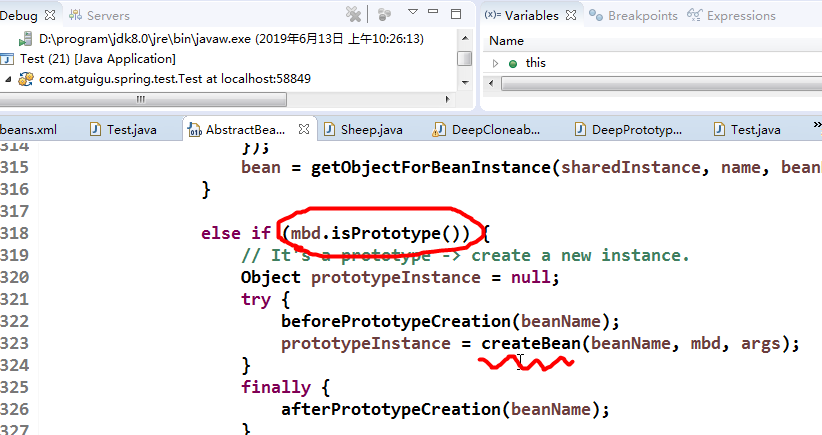 Debug Servers
D:\program\jdk8.0\jre\bin\javaw.exe (2019年6月13日 上午10:26:13)
Test (21) [Java Application]
com.atguigu.spring.test.Test at localhost:58849
(x)= Variables Breakpoints Expressions
Name
this
beans.xml Test.java AbstractBea... Sheep.java DeepCloneab... DeepPrototyp... Test.java
314 });
315 bean = getObjectForBeanInstance(sharedInstance, name, bean
316 }
317
318 else if (mbd.isPrototype()) {
319 // It's a prototype -> create a new instance.
320 Object prototypeInstance = null;
321 try {
322 beforePrototypeCreation(beanName);
323 prototypeInstance = createBean(beanName, mbd, args);
324 }
325 finally {
326 afterPrototypeCreation(beanName);
327 }